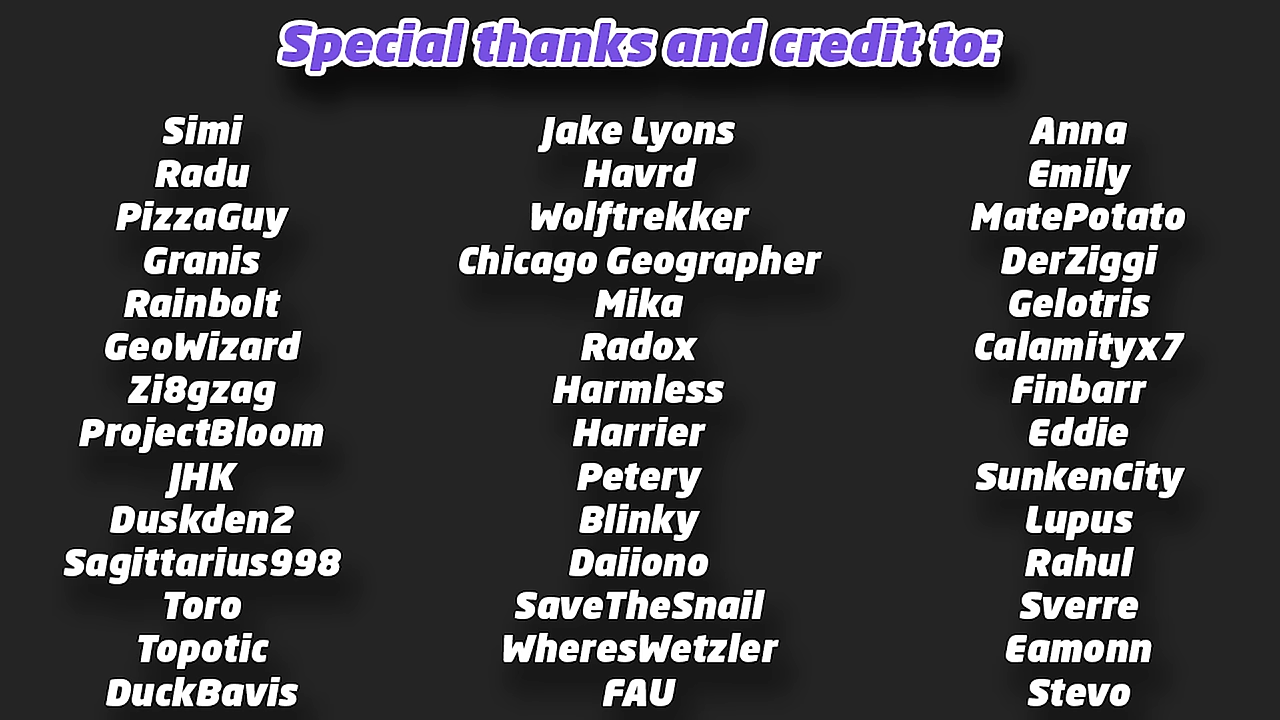 Special thanks and credit to:
Simi
Radu
PizzaGuy
Granis
Rainbolt
GeoWizard
Zi8gzag
ProjectBloom
JHK
Duskden2
Sagittarius998
Toro
Topotic
DuckBavis
Jake Lyons
Havrd
Wolftrekker
Chicago Geographer
Mika
Radox
Harmless
Harrier
Petery
Blinky
Daiiono
SaveTheSnail
WheresWetzler
FAU
Anna
Emily
MatePotato
DerZiggi
Gelotris
Calamityx7
Finbarr
Eddie
SunkenCity
Lupus
Rahul
Sverre
Eamonn
Stevo